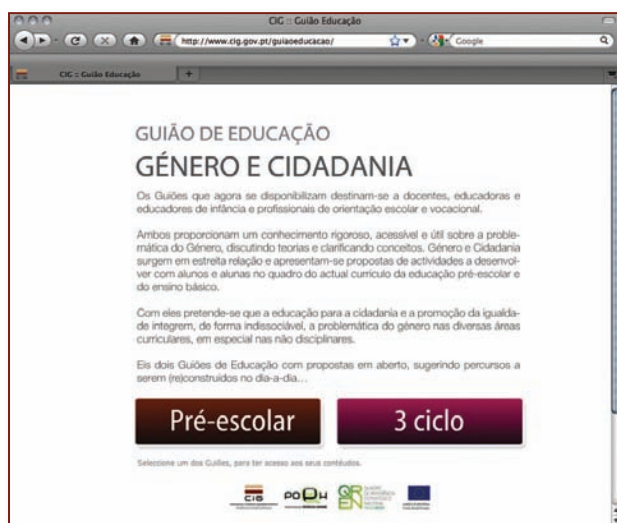 CIG :: Guião Educação
http://www.cig.gov.pt/guiaoeducacao/
Google
CIG :: Guião Educação
GUIÃO DE EDUCAÇÃO
GÉNERO E CIDADANIA
Os Guiões que agora se disponibilizam destinam-se a docentes, educadoras e
educadores de infância e profissionais de orientação escolar e vocacional.
Ambos proporcionam um conhecimento rigoroso, acessível e útil sobre a proble-
mática do Género, discutindo teorias e clarificando conceitos. Género e Cidadania
surgem em estreita relação e apresentam-se propostas de actividades a desenvol-
ver com alunos e alunas no quadro do actual currículo da educação pré-escolar e
do ensino básico.
Com eles pretende-se que a educação para a cidadania e a promoção da igualda-
de integrem, de forma indissociável, a problemática do género nas diversas áreas
curriculares, em especial nas não disciplinares.
Eis dois Guiões de Educação com propostas em aberto, sugerindo percursos a
serem (re)construidos no dia-a-dia...
Pré-escolar
3 ciclo
Seleccione um dos Guiões, para ter acesso aos seus conteúdos.
CIG
POPH
QREN